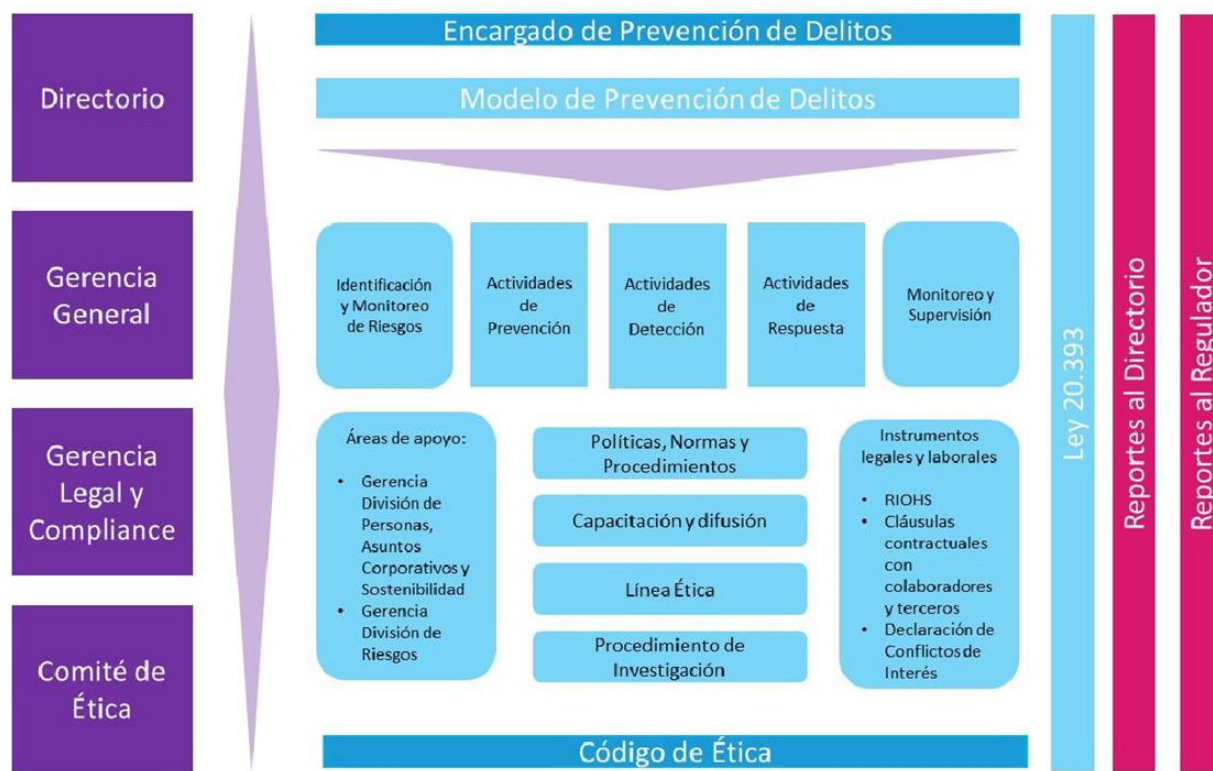 Directorio
Gerencia
General
Gerencia
Legal y
Compliance
Comité de
Ética
Encargado de Prevención de Delitos
Modelo de Prevención de Delitos
Identificación
y Monitoreo
de Riesgos
Actividades
de
Prevención
Actividades
de
Detección
Actividades
de
Respuesta
Monitoreo y
Supervisión
Áreas de apoyo:
• Gerencia
División de
Personas,
Asuntos
Corporativos y
Sostenibilidad
• Gerencia
División de
Riesgos
Políticas, Normas y
Procedimientos
Capacitación y difusión
Línea Ética
Procedimiento de
Investigación
Instrumentos
legales y laborales
• RIOHS
• Cláusulas
contractuales
con
colaboradores
y terceros
• Declaración de
Conflictos de
Interés
Código de Ética
Ley 20.393
Reportes al Directorio
Reportes al Regulador